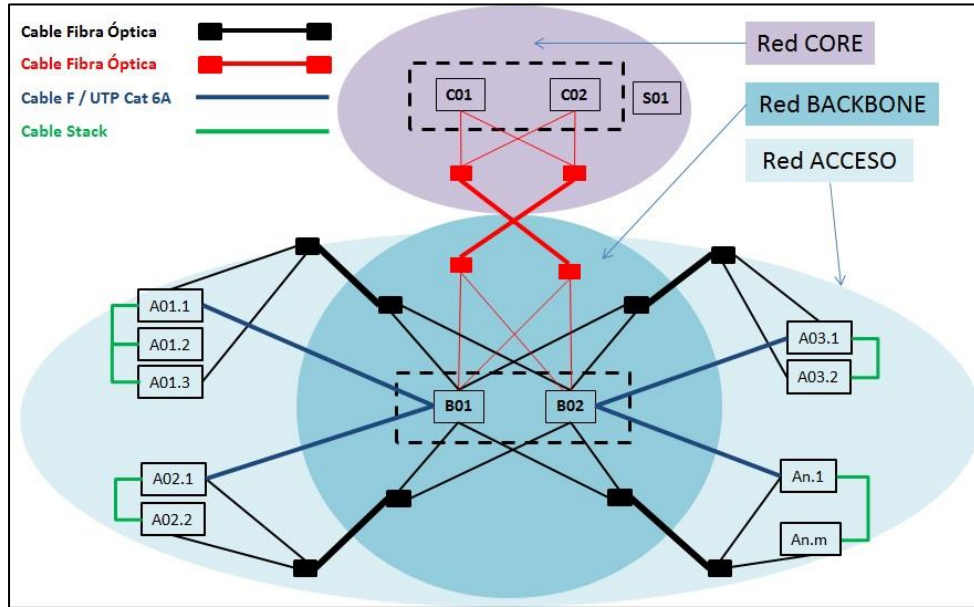 Cable Fibra Óptica
Cable Fibra Óptica
Cable F / UTP Cat 6A
Cable Stack
Red CORE
Red BACKBONE
Red ACCESO
C01
C02
S01
A01.1
A01.2
A01.3
A03.1
A03.2
B01
B02
A02.1
A02.2
An.1
An.m